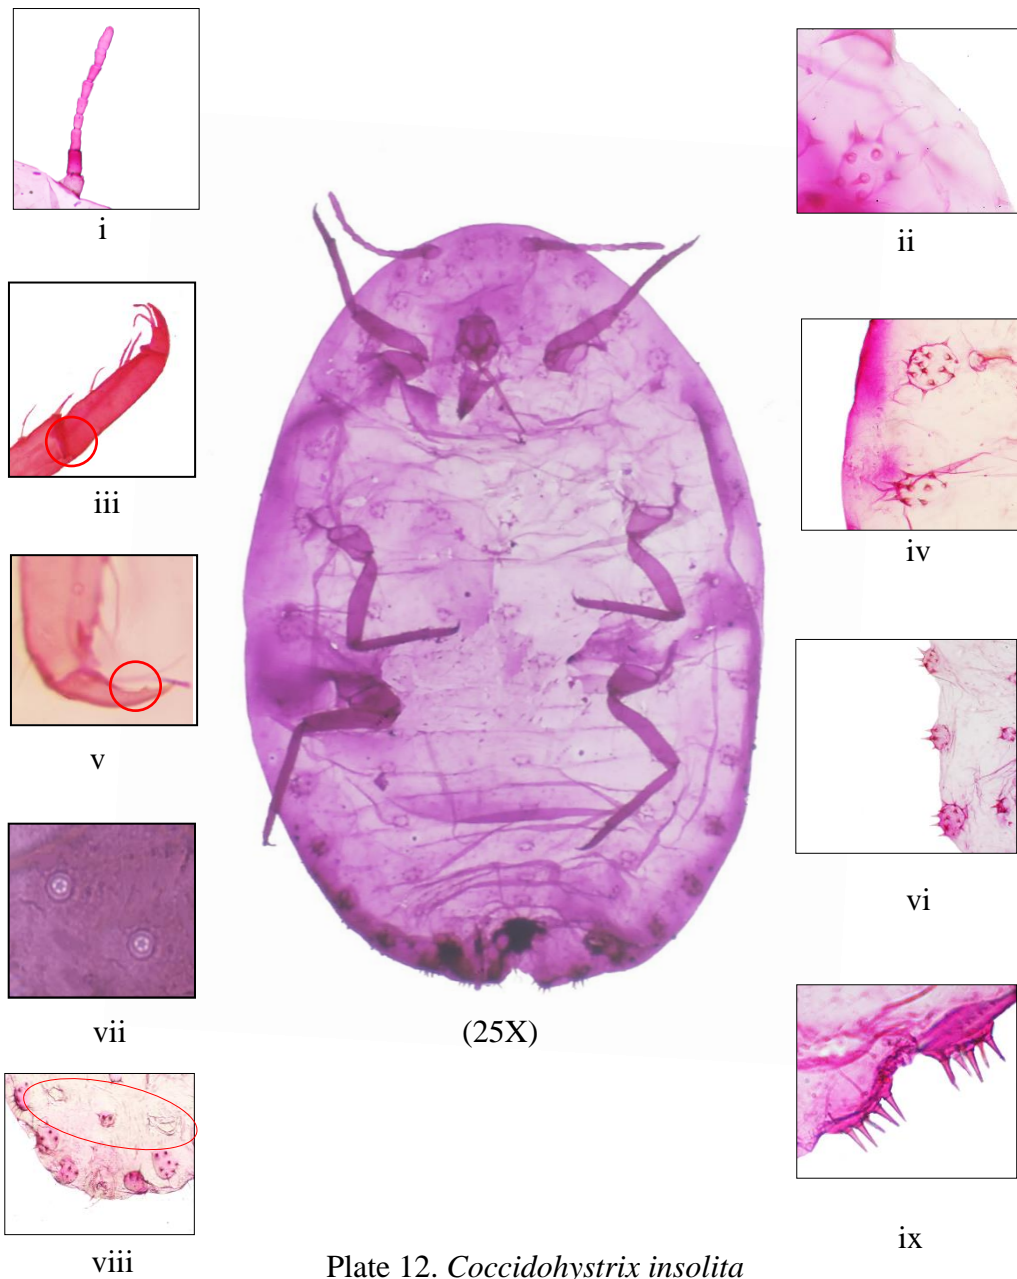 i
ii
iii
iv
v
vi
vii
(25X)
viii
ix
Plate 12. Coccidohystrix insolita